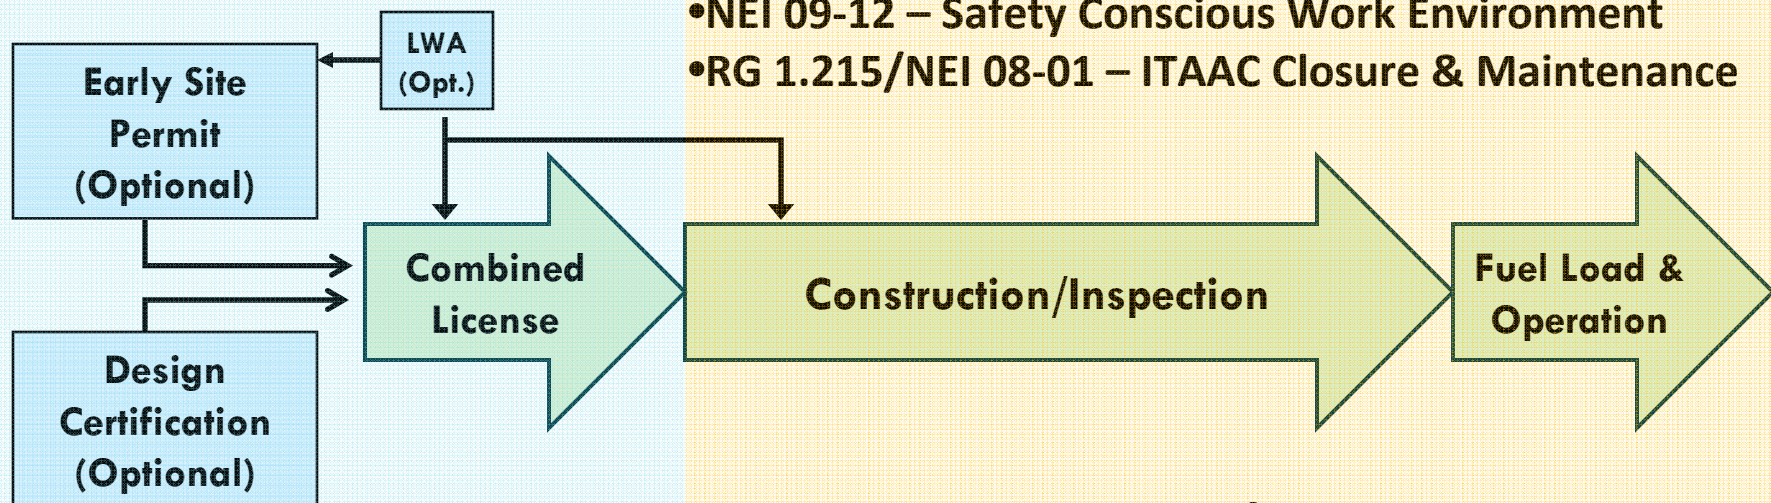 •NEI 09-12 – Safety Conscious Work Environment
•RG 1.215/NEI 08-01 – ITAAC Closure & Maintenance
LWA
(Opt.)
Early Site
Permit
(Optional)
Combined
License
Construction/Inspection
Fuel Load &
Operation
Design
Certification
(Optional)